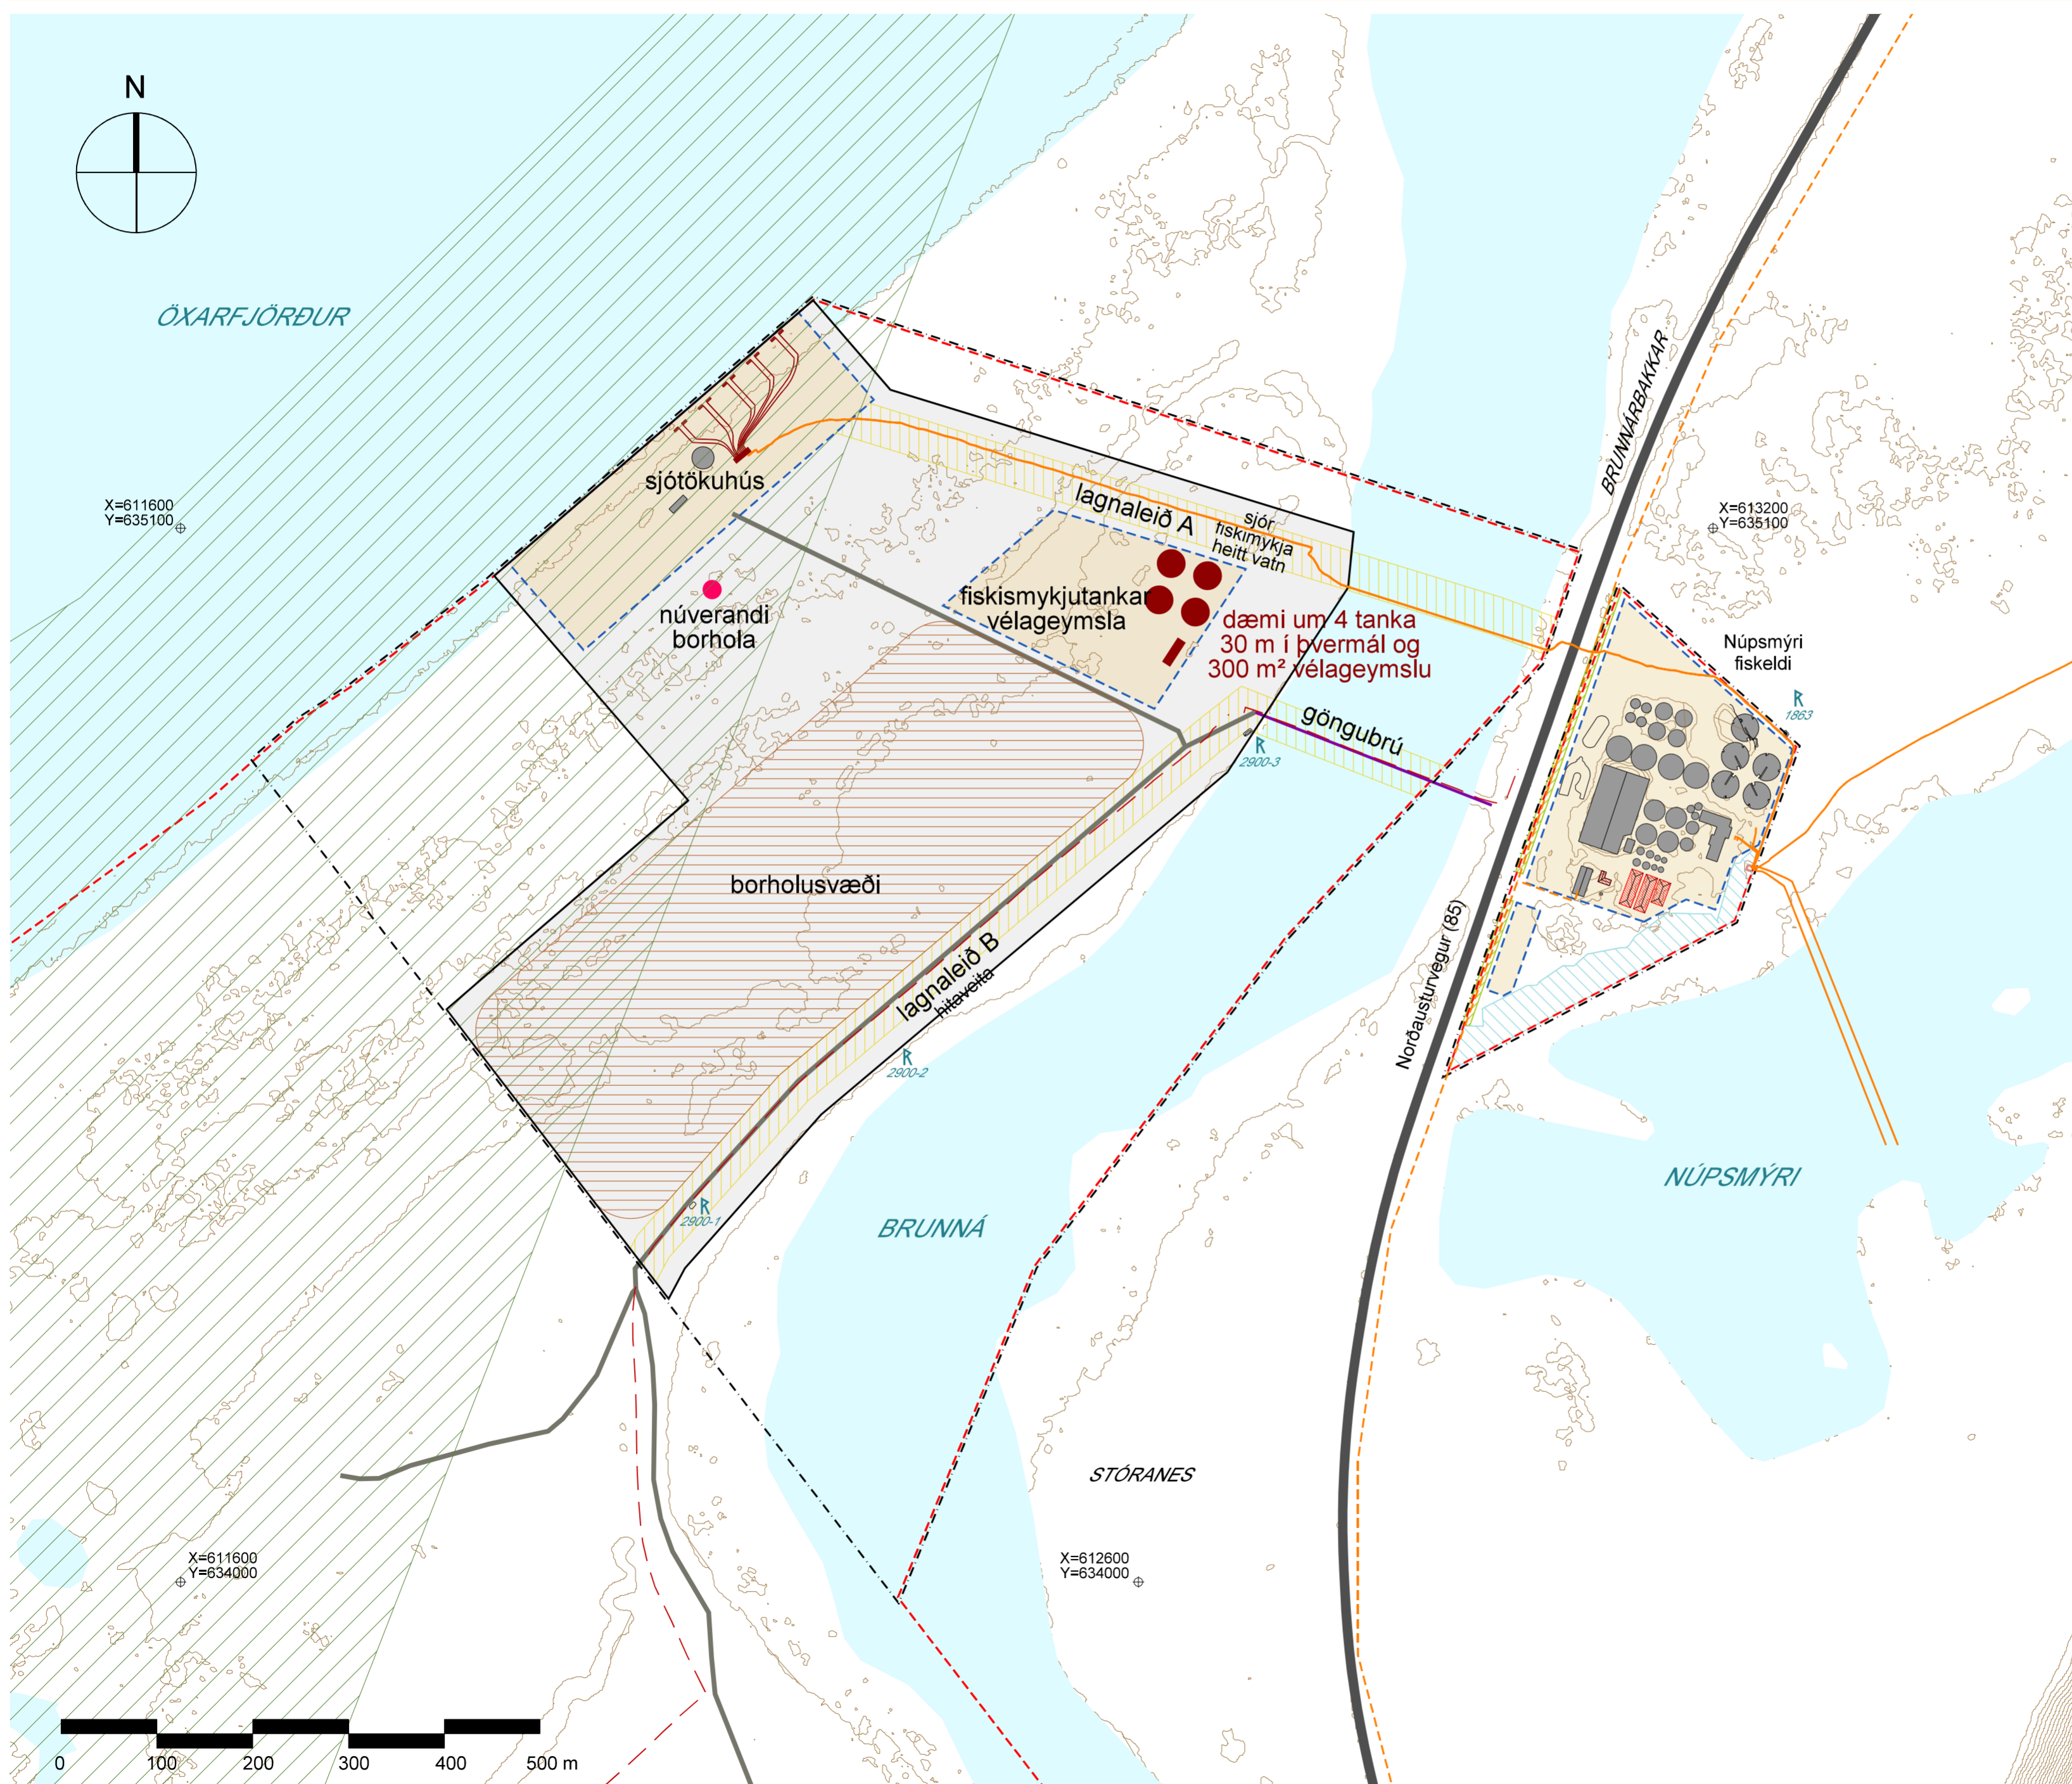 N
ÖXARFJÖRÐUR
BRUNNÁRBAKKAR
X=611600
Y=635100
sjótökuhús
lagnaleið A
sjór
fiskimykja
heitt vatn
X=613200
Y=635100
núverandi
borhola
fiskismykjutankar
vélageymsla
dæmi um 4 tanka
30 m í þvermál og
300 m² vélageymslu
Núpsmýri
fiskeldi
R
1863
göngubrú
R
2900-3
borholusvæði
lagnaleið B
hitaveita
Norðausturvegur (85)
R
2900-2
R
2900-1
BRUNNÁ
NÚPSMÝRI
STÓRANES
X=611600
Y=634000
X=612600
Y=634000
0 100 200 300 400 500 m